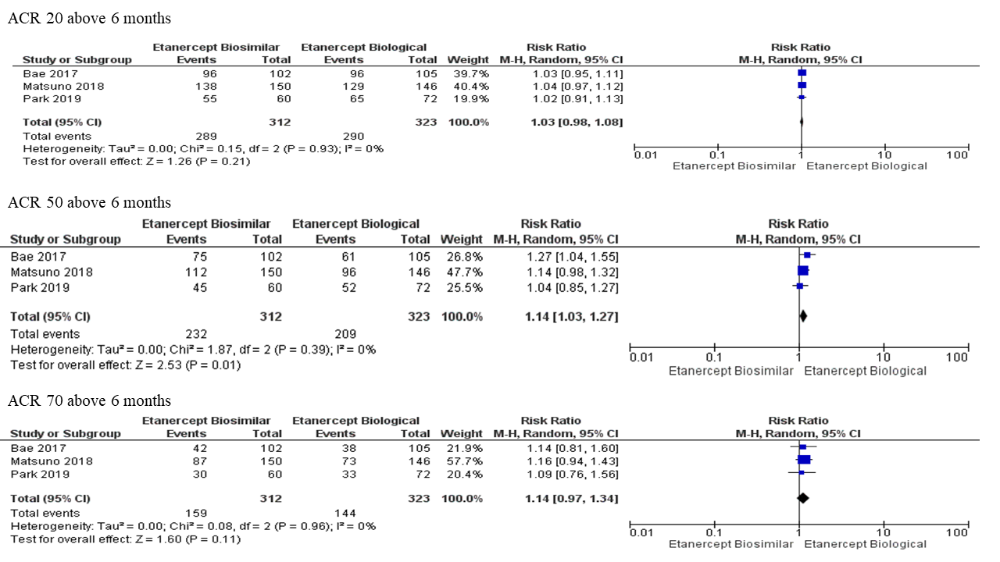 ACR 20 above 6 months
Etanercept Biosimilar Etanercept Biological Risk Ratio Risk Ratio
Study or Subgroup Events Total Events Total Weight M-H, Random, 95% CI M-H, Random, 95% CI
Bae 2017 96 102 96 105 39.7% 1.03 [0.95, 1.11]
Matsuno 2018 138 150 129 146 40.4% 1.04 [0.97, 1.12]
Park 2019 55 60 65 72 19.9% 1.02 [0.91, 1.13]
Total (95% CI) 312 323 100.0% 1.03 [0.98, 1.08]
Total events 289 290
Heterogeneity: Tau² = 0.00; Chi² = 0.15, df = 2 (P = 0.93); I² = 0%
Test for overall effect: Z = 1.26 (P = 0.21)
0.01 0.1 1 10 100
Etanercept Biosimilar Etanercept Biological
ACR 50 above 6 months
Etanercept Biosimilar Etanercept Biological Risk Ratio Risk Ratio
Study or Subgroup Events Total Events Total Weight M-H, Random, 95% CI M-H, Random, 95% CI
Bae 2017 75 102 61 105 26.8% 1.27 [1.04, 1.55]
Matsuno 2018 112 150 96 146 47.7% 1.14 [0.98, 1.32]
Park 2019 45 60 52 72 25.5% 1.04 [0.85, 1.27]
Total (95% CI) 312 323 100.0% 1.14 [1.03, 1.27]
Total events 232 209
Heterogeneity: Tau² = 0.00; Chi² = 1.87, df = 2 (P = 0.39); I² = 0%
Test for overall effect: Z = 2.53 (P = 0.01)
0.01 0.1 1 10 100
Etanercept Biosimilar Etanercept Biological
ACR 70 above 6 months
Etanercept Biosimilar Etanercept Biological Risk Ratio Risk Ratio
Study or Subgroup Events Total Events Total Weight M-H, Random, 95% CI M-H, Random, 95% CI
Bae 2017 42 102 38 105 21.9% 1.14 [0.81, 1.60]
Matsuno 2018 87 150 73 146 57.7% 1.16 [0.94, 1.43]
Park 2019 30 60 33 72 20.4% 1.09 [0.76, 1.56]
Total (95% CI) 312 323 100.0% 1.14 [0.97, 1.34]
Total events 159 144
Heterogeneity: Tau² = 0.00; Chi² = 0.08, df = 2 (P = 0.96); I² = 0%
Test for overall effect: Z = 1.60 (P = 0.11)
0.01 0.1 1 10 100
Etanercept Biosimilar Etanercept Biological